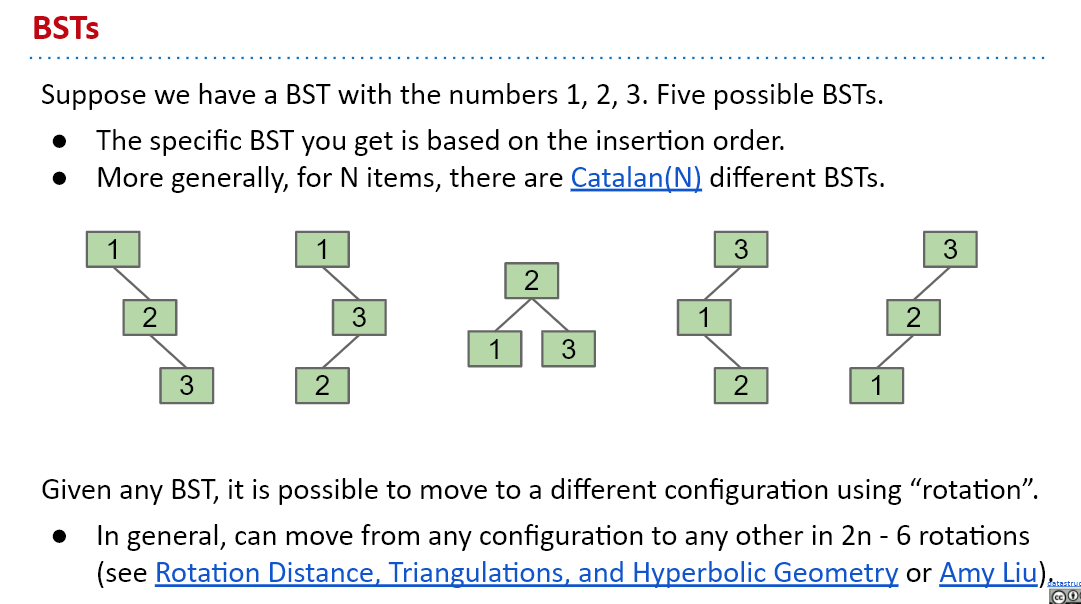 BSTs
Suppose we have a BST with the numbers 1, 2, 3. Five possible BSTs.
● The specific BST you get is based on the insertion order.
● More generally, for N items, there are Catalan(N) different BSTs.
1 1 2 3 3
2 3 1 3 1 2
3 2 2 1
Given any BST, it is possible to move to a different configuration using “rotation”.
● In general, can move from any configuration to any other in 2n - 6 rotations
(see Rotation Distance, Triangulations, and Hyperbolic Geometry or Amy Liu).